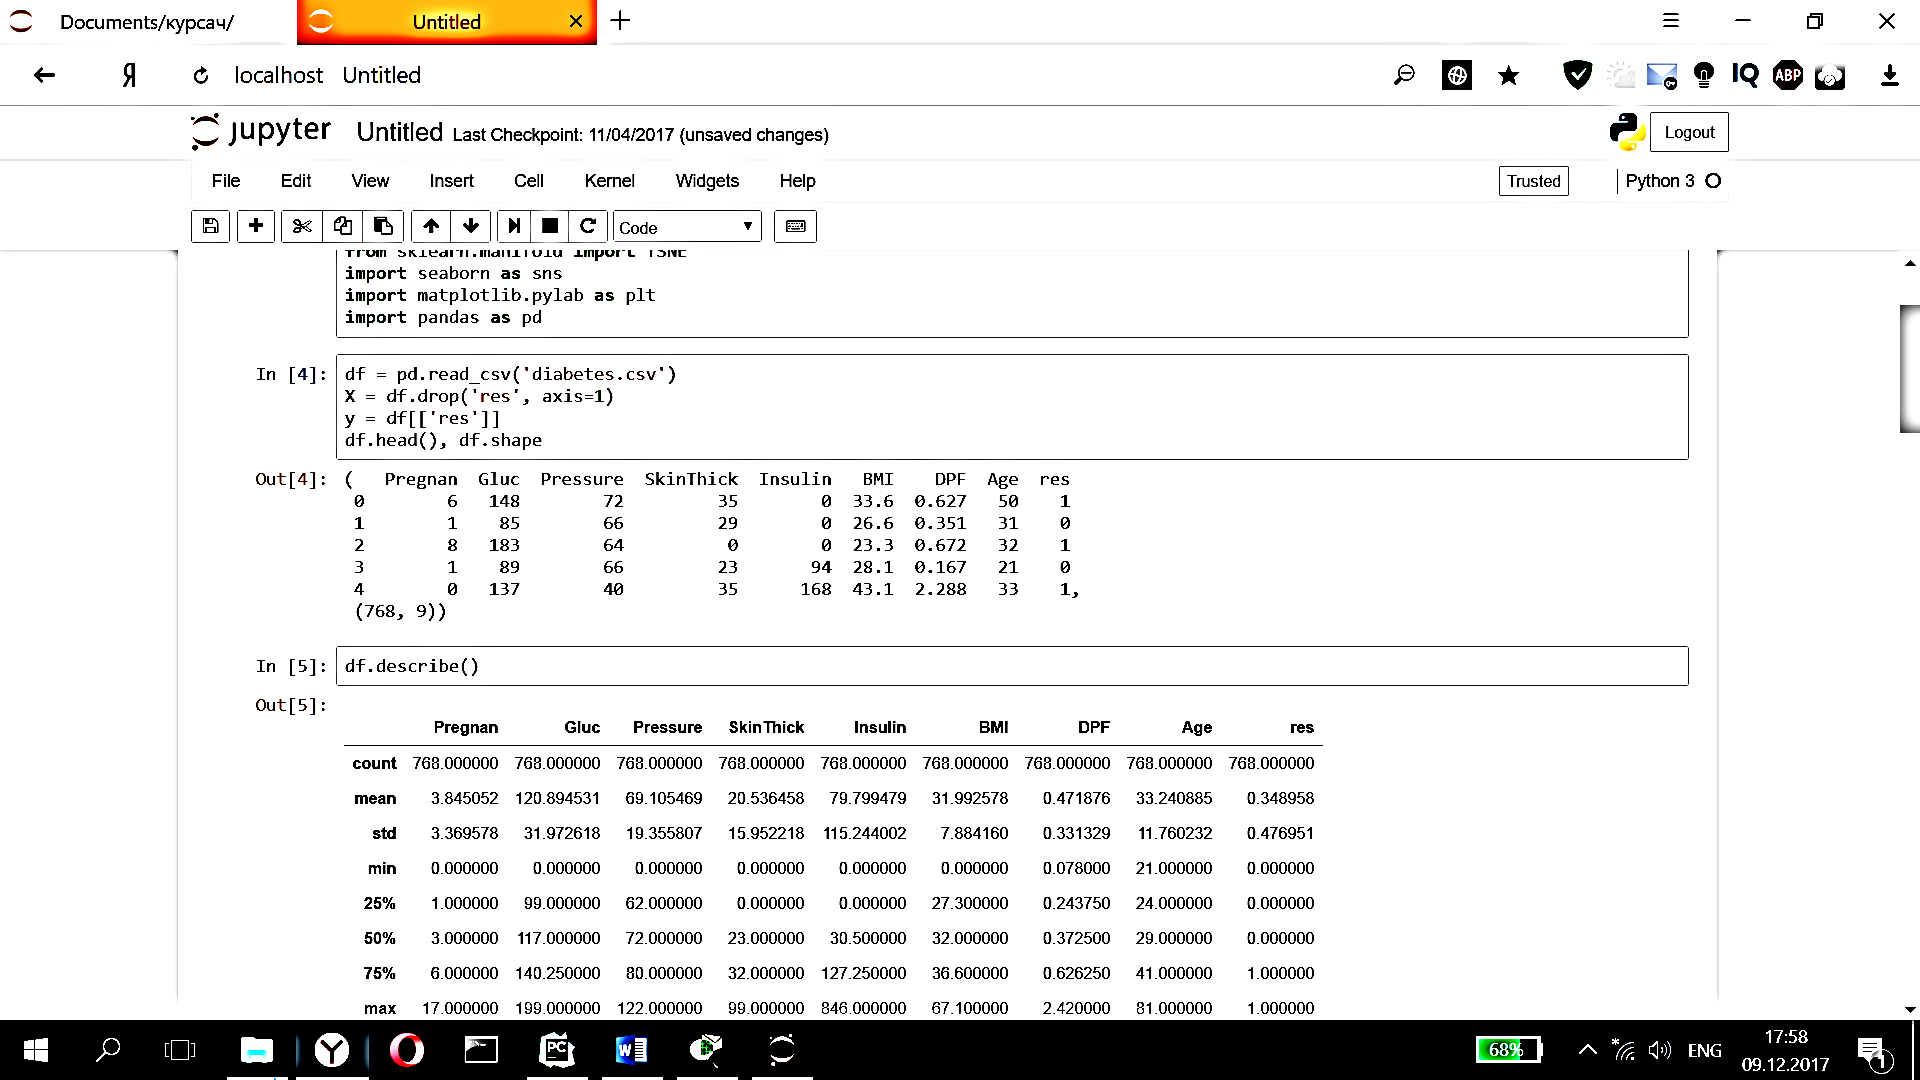 Documents/курсач/
Untitled
Я localhost Untitled IQ ABP
jupyter Untitled Last Checkpoint: 11/04/2017 (unsaved changes) Logout
File Edit View Insert Cell Kernel Widgets Help Trusted Python 3
Code
from sklearn.manifold import TSNE
import seaborn as sns
import matplotlib.pylab as plt
import pandas as pd
In [4]: df = pd.read_csv('diabetes.csv')
X = df.drop('res', axis=1)
y = df[['res']]
df.head(), df.shape
Out[4]: ( Pregnan Gluc Pressure SkinThick Insulin BMI DPF Age res
0 6 148 72 35 0 33.6 0.627 50 1
1 1 85 66 29 0 26.6 0.351 31 0
2 8 183 64 0 0 23.3 0.672 32 1
3 1 89 66 23 94 28.1 0.167 21 0
4 0 137 40 35 168 43.1 2.288 33 1,
(768, 9))
In [5]: df.describe()
Out[5]:
Pregnan Gluc Pressure SkinThick Insulin BMI DPF Age res
count 768.000000 768.000000 768.000000 768.000000 768.000000 768.000000 768.000000 768.000000 768.000000
mean 3.845052 120.894531 69.105469 20.536458 79.799479 31.992578 0.471876 33.240885 0.348958
std 3.369578 31.972618 19.355807 15.952218 115.244002 7.884160 0.331329 11.760232 0.476951
min 0.000000 0.000000 0.000000 0.000000 0.000000 0.000000 0.078000 21.000000 0.000000
25% 1.000000 99.000000 62.000000 0.000000 0.000000 27.300000 0.243750 24.000000 0.000000
50% 3.000000 117.000000 72.000000 23.000000 30.500000 32.000000 0.372500 29.000000 0.000000
75% 6.000000 140.250000 80.000000 32.000000 127.250000 36.600000 0.626250 41.000000 1.000000
max 17.000000 199.000000 122.000000 99.000000 846.000000 67.100000 2.420000 81.000000 1.000000
PC W 68% ENG 17:58
09.12.2017 1